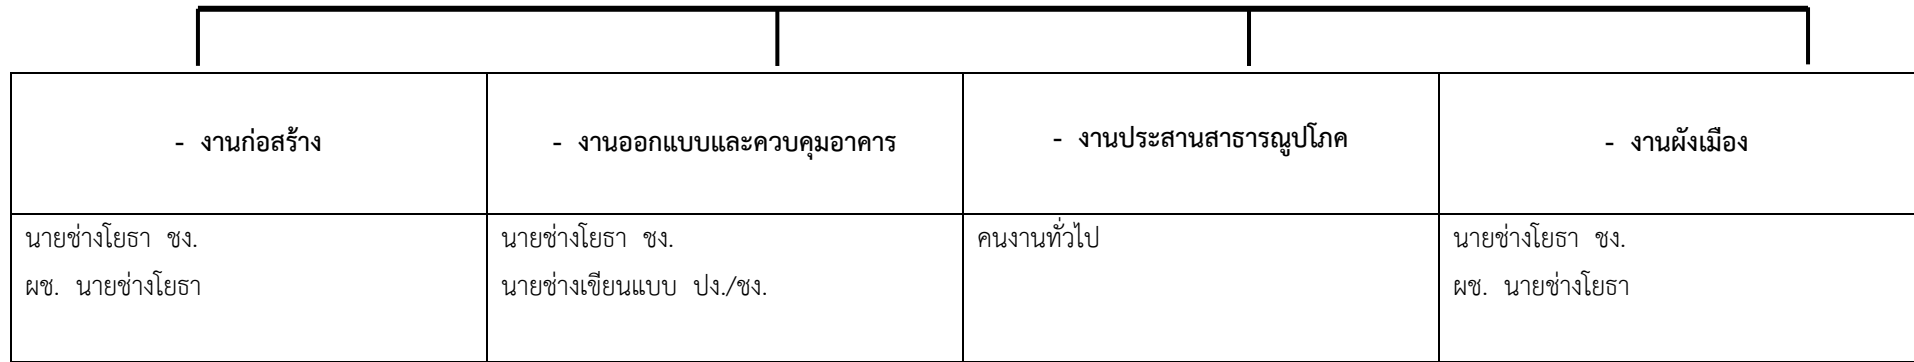 - งานก่อสร้าง
- งานออกแบบและควบคุมอาคาร
- งานประสานสาธารณูปโภค
- งานผังเมือง
นายช่างโยธา ชง.
ผช. นายช่างโยธา
นายช่างโยธา ชง.
นายช่างเขียนแบบ ปง./ชง.
คนงานทั่วไป
นายช่างโยธา ชง.
ผช. นายช่างโยธา